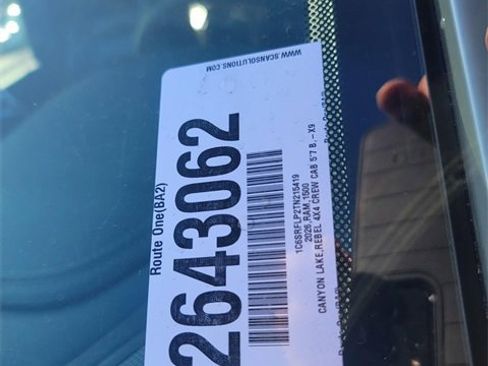 WWW.SCANSOLUTIONS.COM
Route One(BA2)
2643062
1C6SRFLP2TN215419
2026,RAM,1500
CANYON LAKE,REBEL 4X4 CREW CAB 5'7 B,--X9